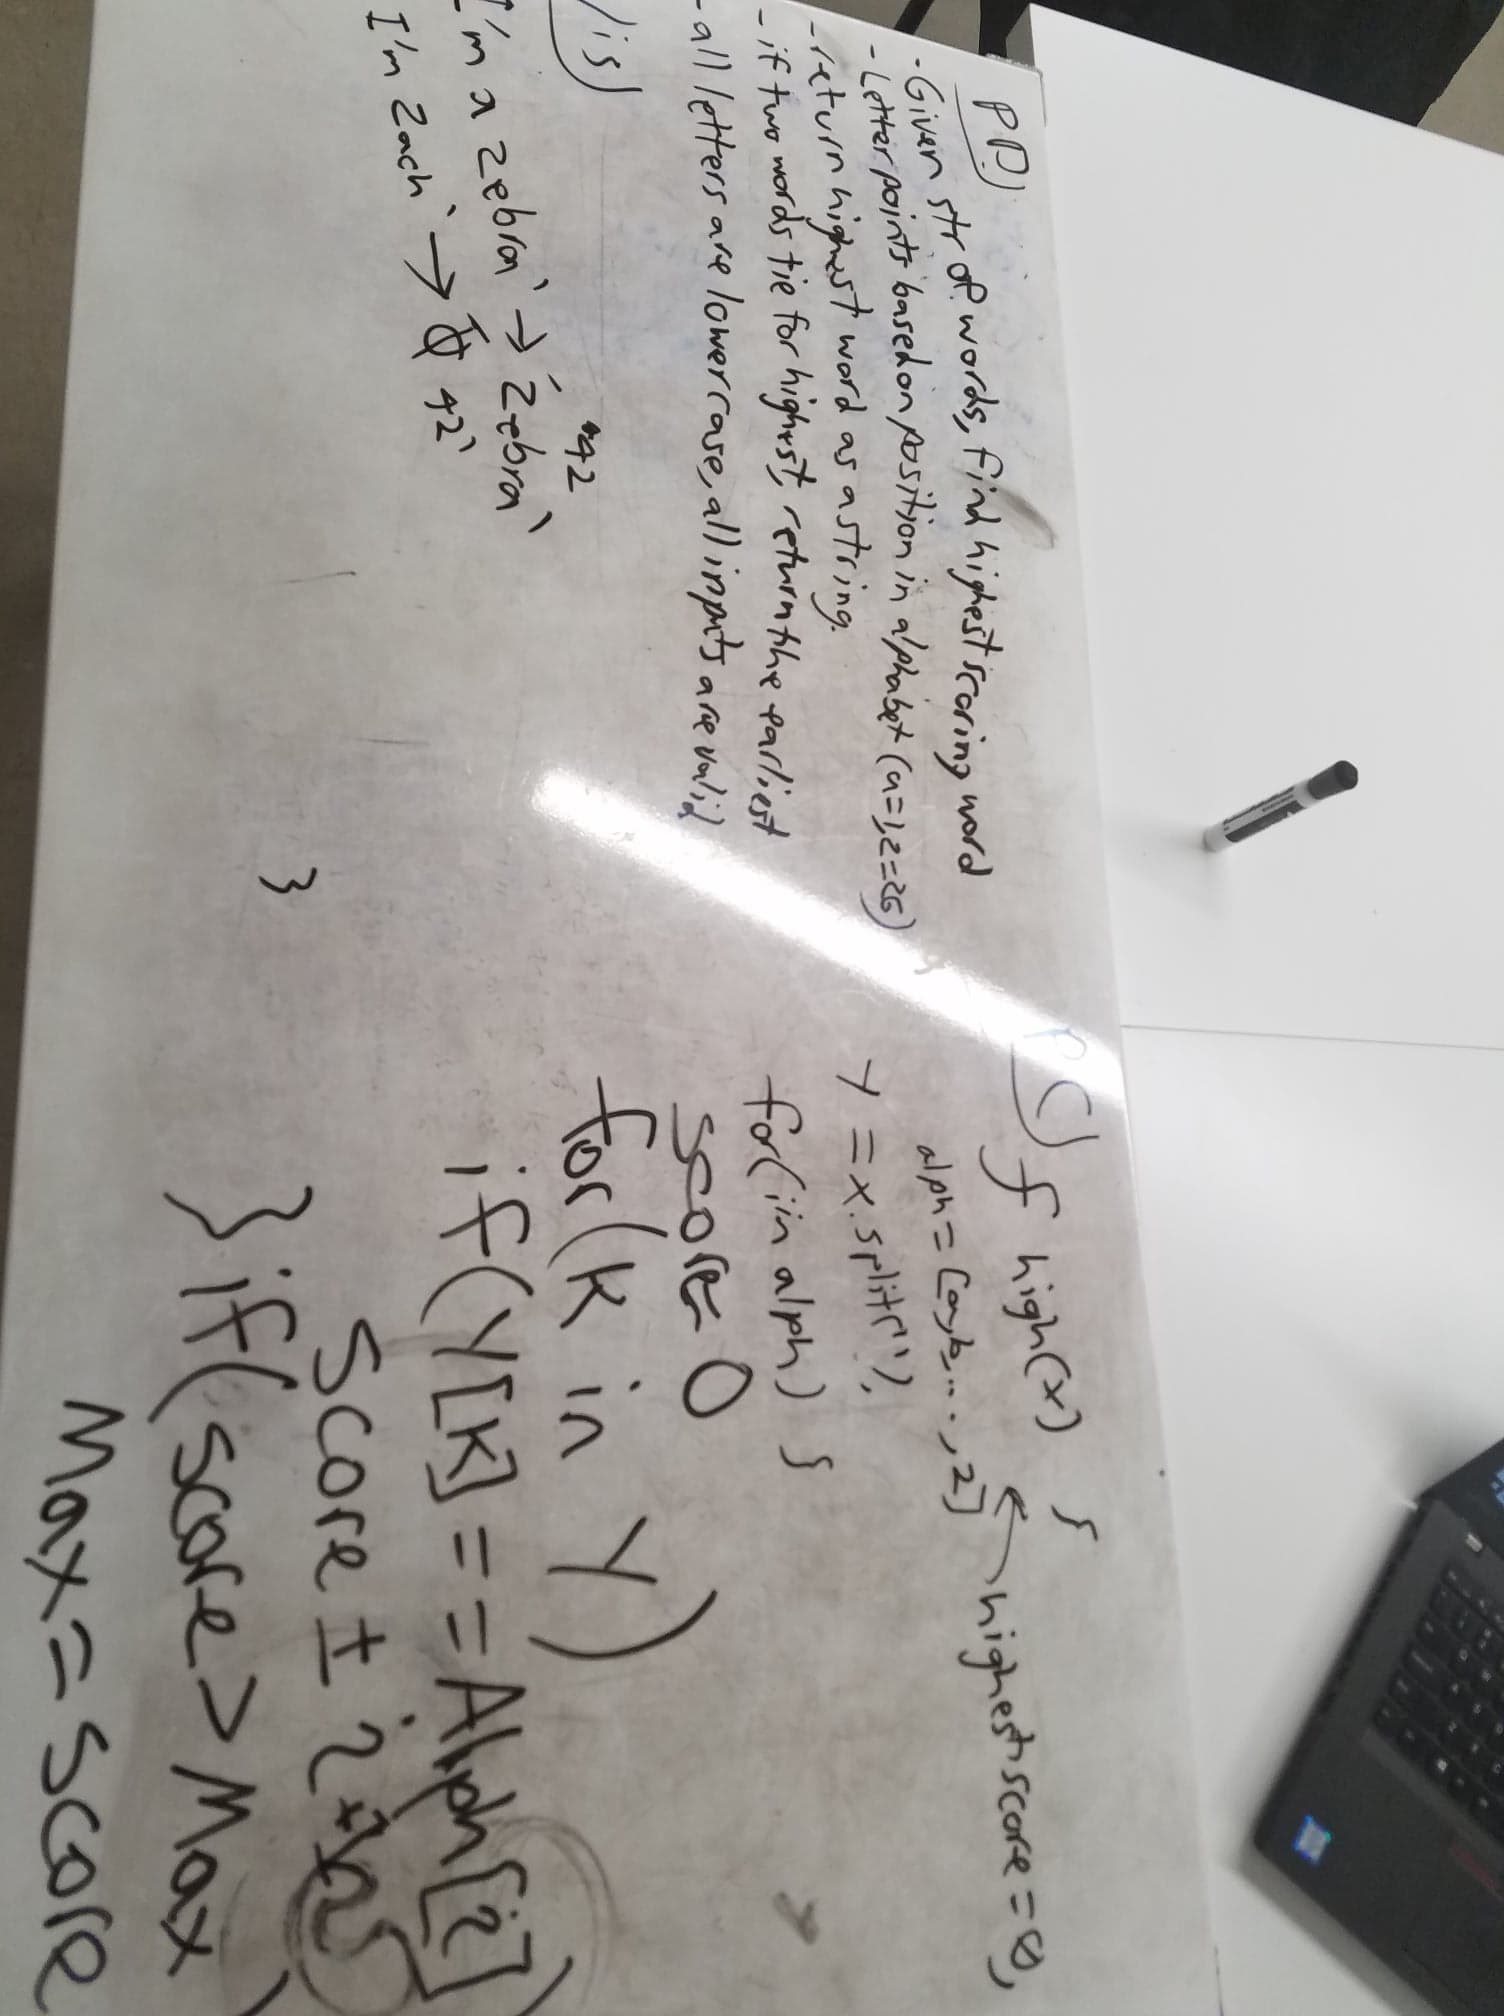 PD)
- Given str of words, find highest scoring word
- Letter points based on position in alphabet (a=1, z=26)
- return highest word as a string.
- if two words tie for highest, return the earliest
- all letters are lowercase, all inputs are valid
I'm a zebra' → 'zebra'
42
I'm zach' → 42'
}
PC) f high(x) {
highest score = 0,
alph = [a,b,...,z]
y = x.split(' ');
for(i in alph) {
score = 0
for(k in y)
if(y[k] == Alph[i])
score ± i +
} if(score > Max)
Max = score